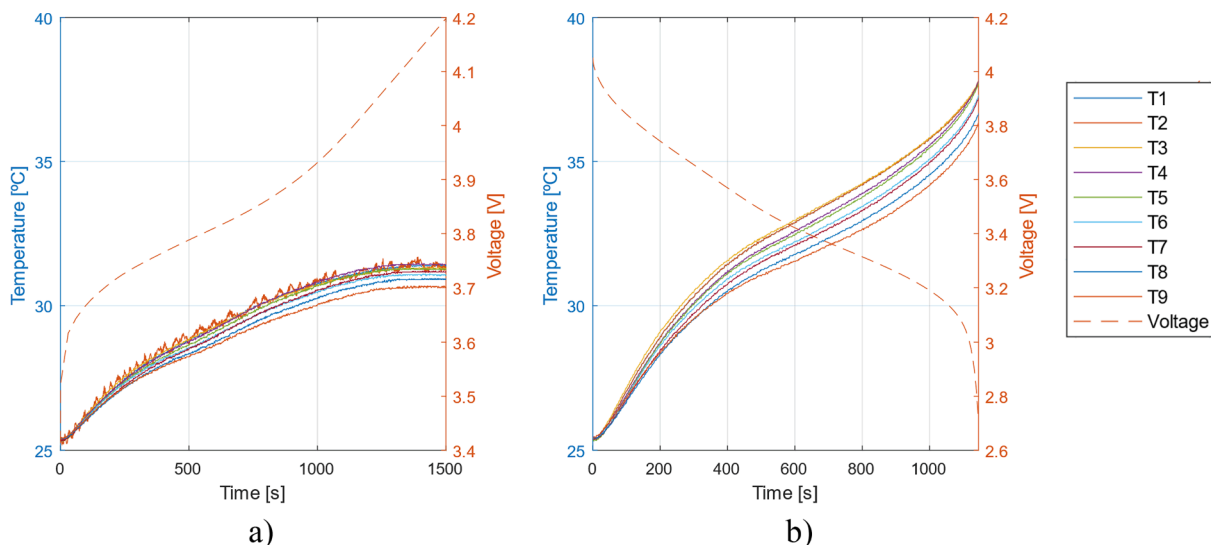 40
35
30
25
Temperature [ºC]
0
500
1000
1500
Time [s]
4.2
4.1
4
3.9
3.8
3.7
3.6
3.5
3.4
Voltage [V]
a)
40
35
30
25
Temperature [ºC]
0
200
400
600
800
1000
Time [s]
4
3.8
3.6
3.4
3.2
3
2.8
2.6
Voltage [V]
b)
T1
T2
T3
T4
T5
T6
T7
T8
T9
Voltage